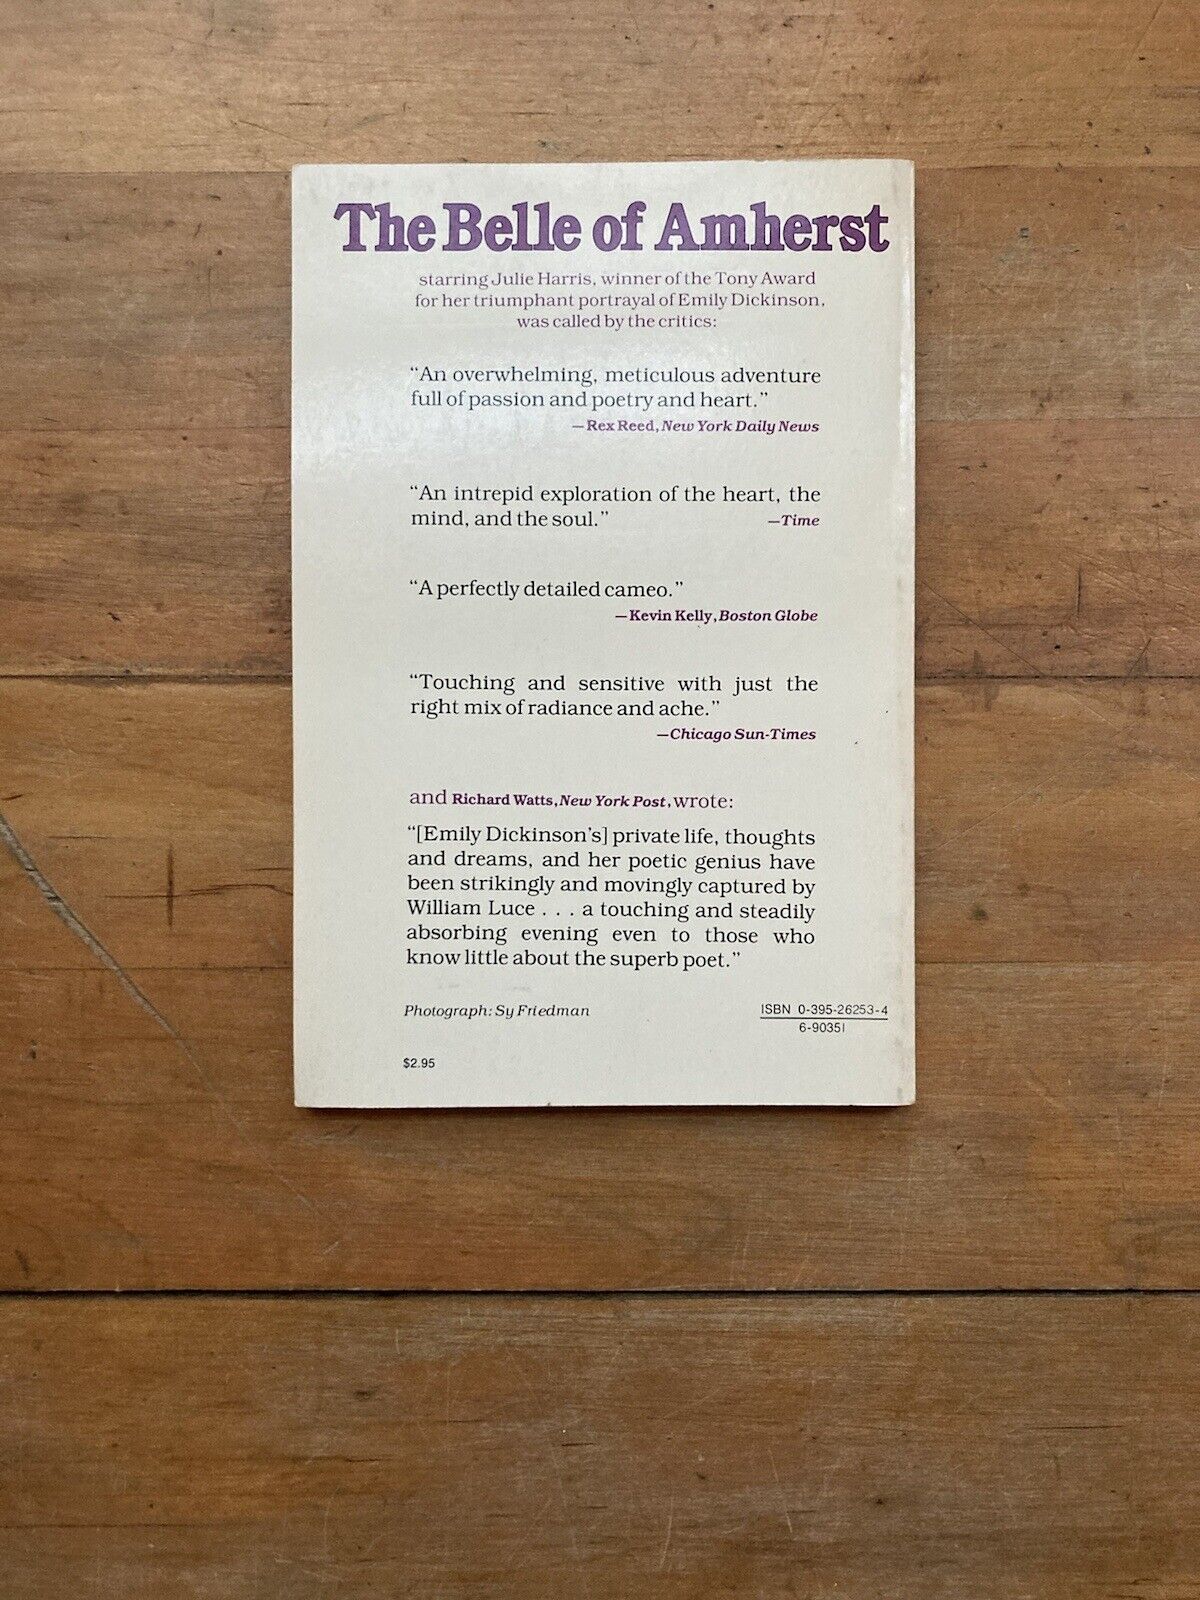 The Belle of Amherst
starring Julie Harris, winner of the Tony Award
for her triumphant portrayal of Emily Dickinson,
was called by the critics:
“An overwhelming, meticulous adventure
full of passion and poetry and heart.”
—Rex Reed, New York Daily News
“An intrepid exploration of the heart, the
mind, and the soul.” —Time
“A perfectly detailed cameo.”
—Kevin Kelly, Boston Globe
“Touching and sensitive with just the
right mix of radiance and ache.”
—Chicago Sun-Times
and Richard Watts, New York Post, wrote:
“[Emily Dickinson’s] private life, thoughts
and dreams, and her poetic genius have
been strikingly and movingly captured by
William Luce . . . a touching and steadily
absorbing evening even to those who
know little about the superb poet.”
Photograph: Sy Friedman
ISBN 0-395-26253-4
6-90351
$2.95